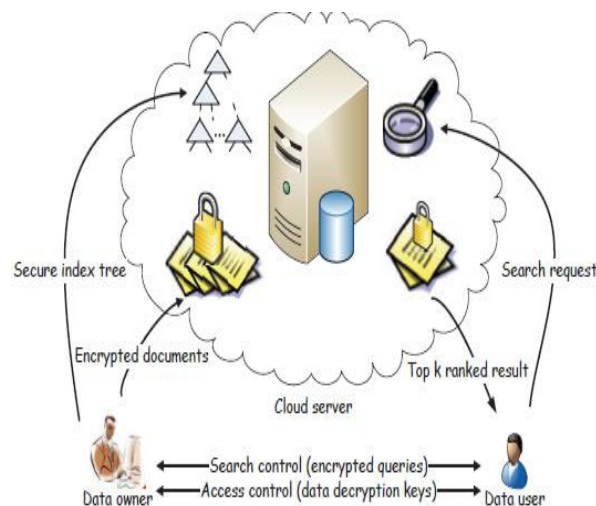 Secure index tree
Search request
Encrypted documents
Top k ranked result
Cloud server
Search control (encrypted queries)
Access control (data decryption keys)
Data owner
Data user
...